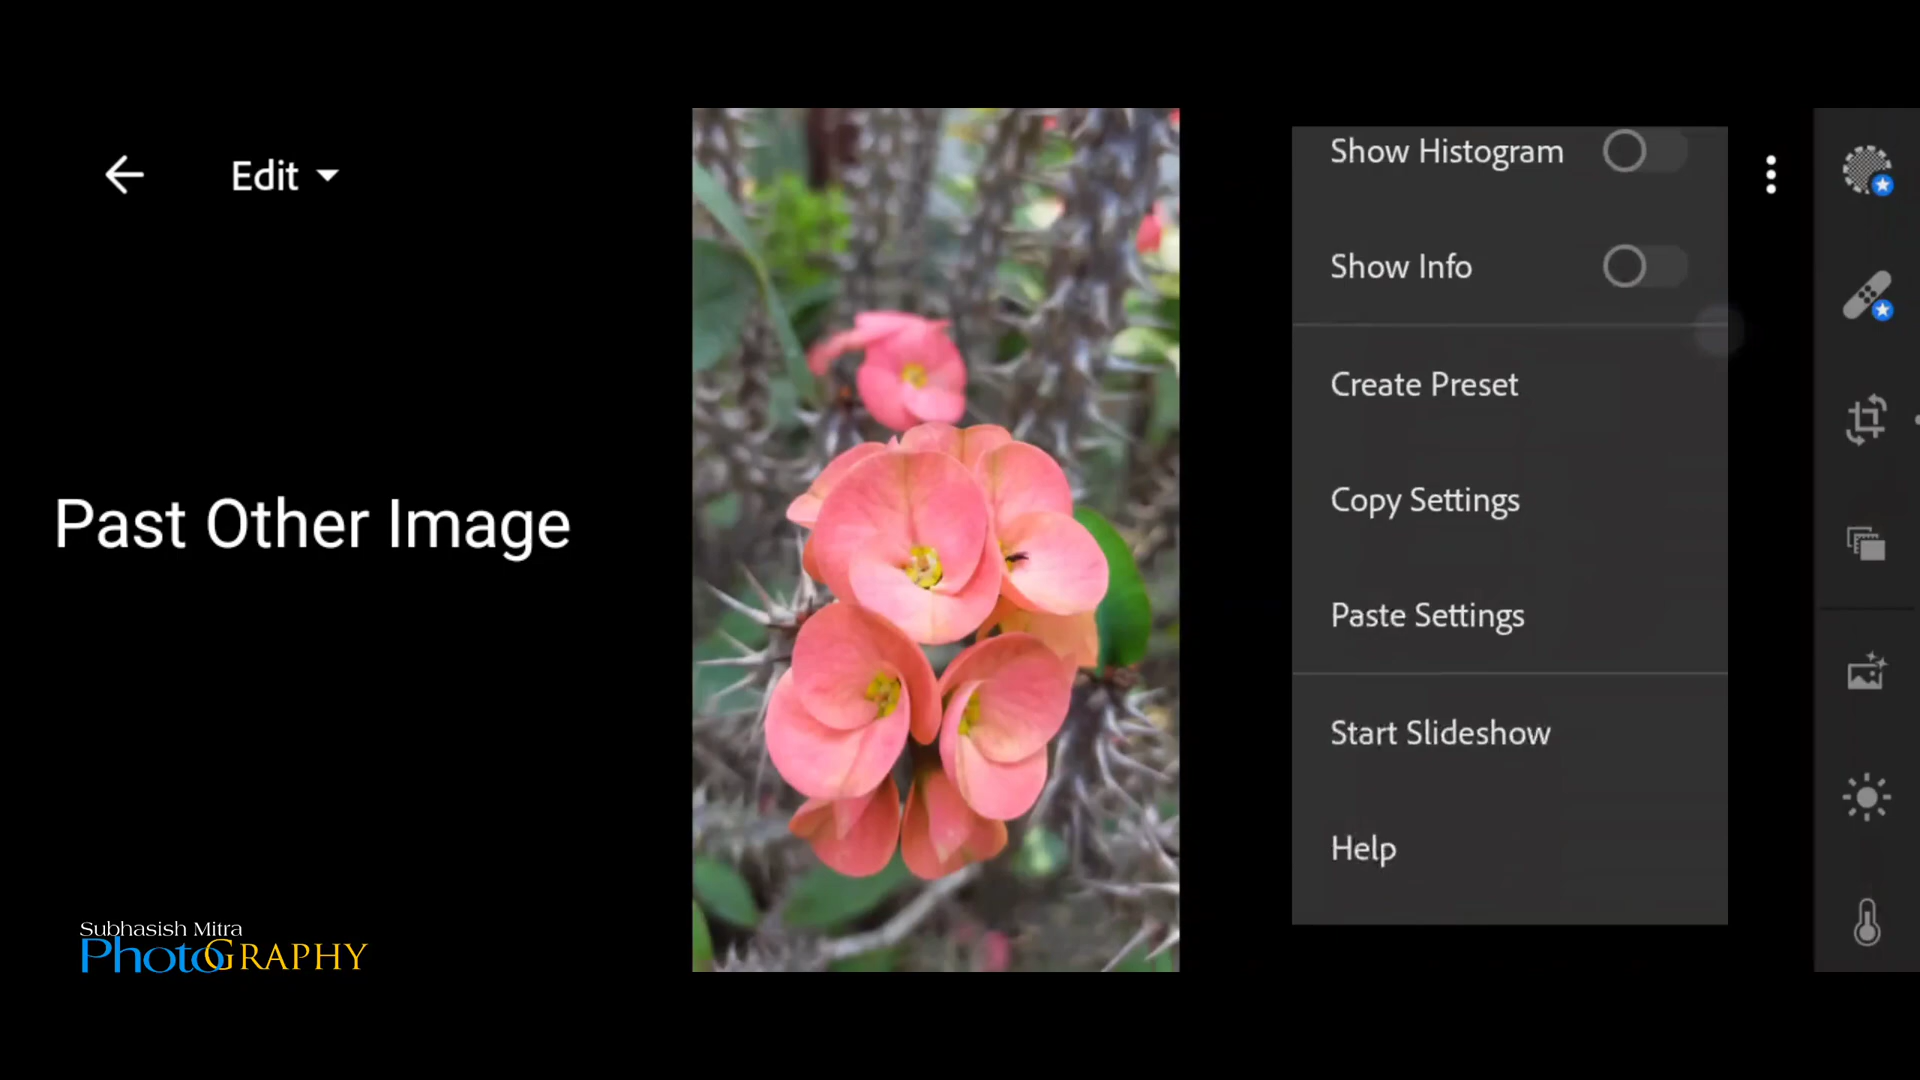 Edit
Past Other Image
Subhasish Mitra
PhotoGRAPHY
Show Histogram
Show Info
Create Preset
Copy Settings
Paste Settings
Start Slideshow
Help